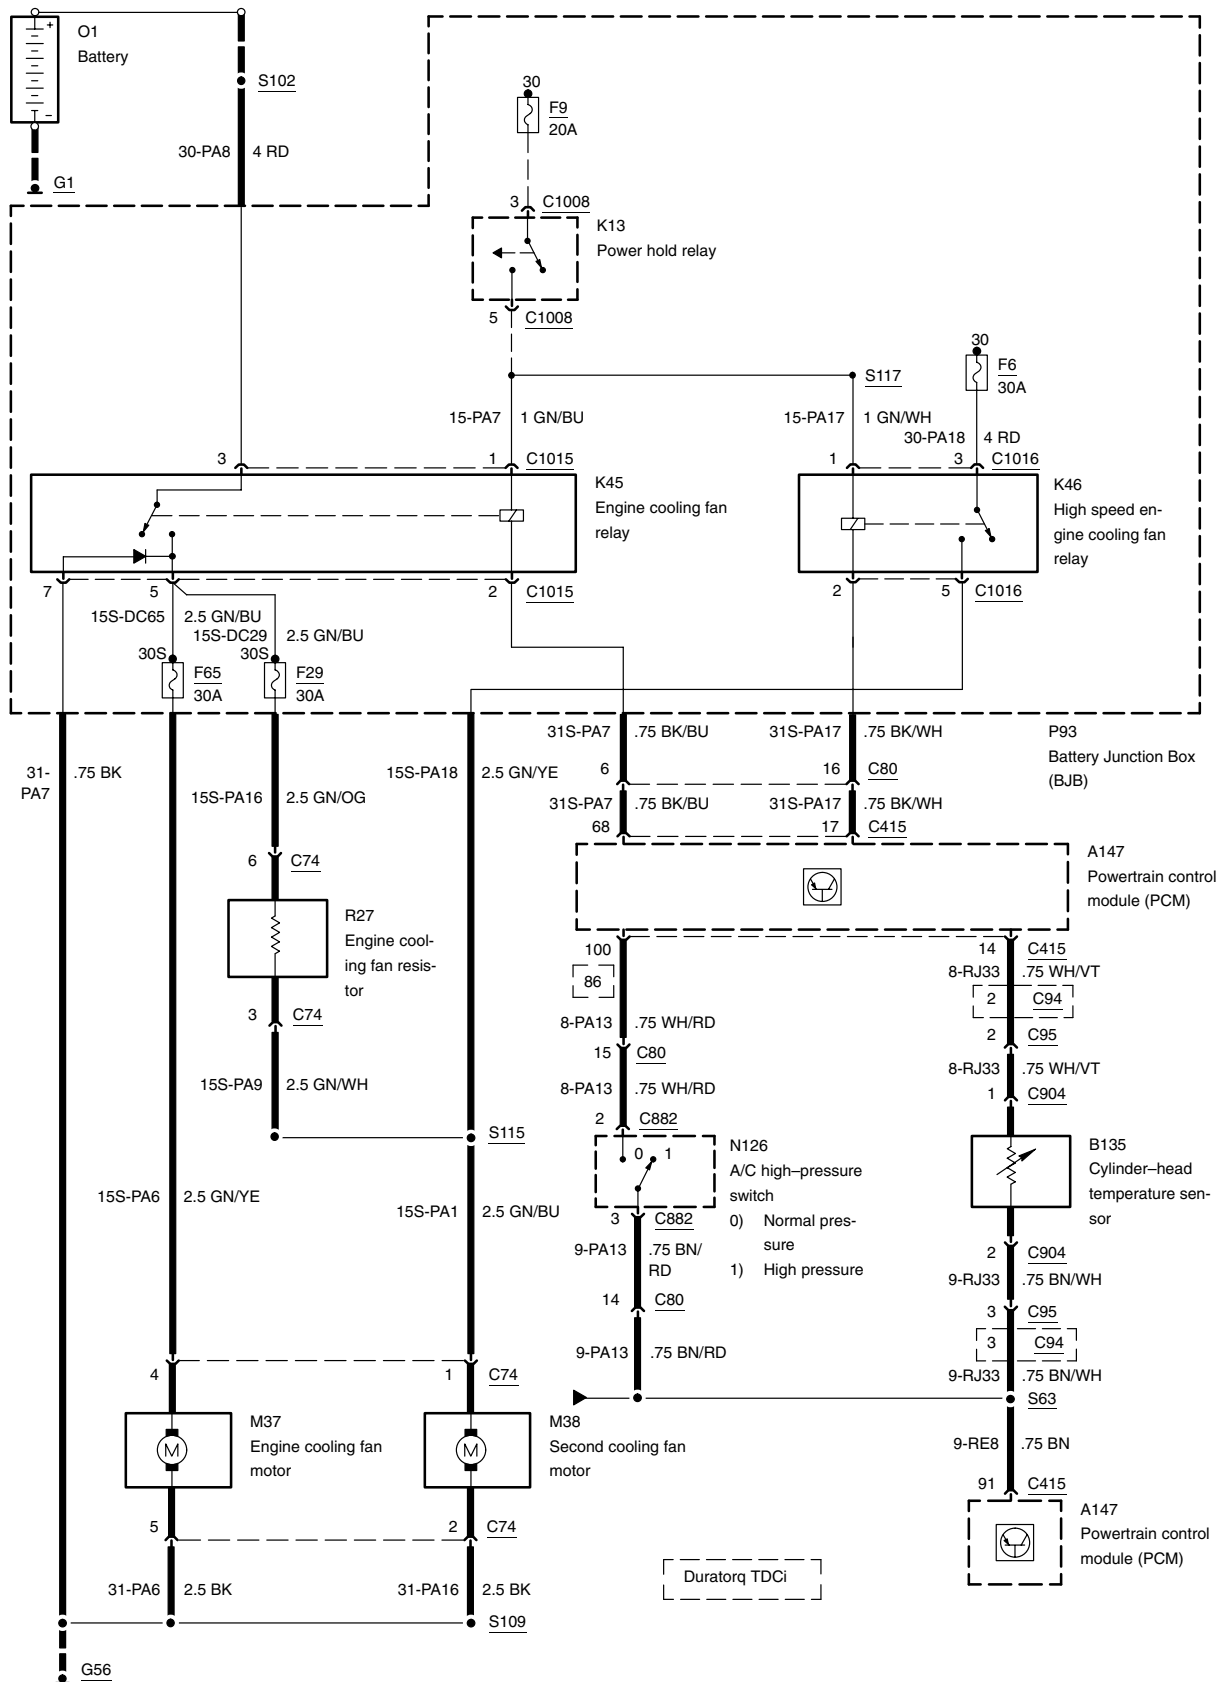 O1
Battery
+
–
S102
30-PA8 4 RD
G1
30
F9
20A
3 C1008
K13
Power hold relay
5 C1008
30
F6
30A
S117
15-PA7 1 GN/BU
15-PA17 1 GN/WH
30-PA18 4 RD
3 1 C1015
1 3 C1016
K45
Engine cooling fan
relay
K46
High speed en-
gine cooling fan
relay
7 5 2 C1015
2 5 C1016
15S-DC65 2.5 GN/BU
15S-DC29 2.5 GN/BU
30S
F65
30A
30S
F29
30A
31S-PA7 .75 BK/BU
31S-PA17 .75 BK/WH
P93
Battery Junction Box
(BJB)
31-
PA7
.75 BK
15S-PA18 2.5 GN/YE
6 16 C80
15S-PA16 2.5 GN/OG
31S-PA7 .75 BK/BU
31S-PA17 .75 BK/WH
68 17 C415
A147
Powertrain control
module (PCM)
6 C74
R27
Engine cool-
ing fan resis-
tor
100
86
14 C415
8-RJ33 .75 WH/VT
2 C94
3 C74
8-PA13 .75 WH/RD
2 C95
15 C80
8-RJ33 .75 WH/VT
15S-PA9 2.5 GN/WH
8-PA13 .75 WH/RD
1 C904
2 C882
S115
0 1
N126
A/C high–pressure
switch
0) Normal pres-
sure
1) High pressure
B135
Cylinder–head
temperature sen-
sor
15S-PA6 2.5 GN/YE
15S-PA1 2.5 GN/BU
3 C882
9-PA13 .75 BN/
RD
2 C904
9-RJ33 .75 BN/WH
14 C80
3 C95
3 C94
9-PA13 .75 BN/RD
9-RJ33 .75 BN/WH
4 1 C74
S63
M
M37
Engine cooling fan
motor
M
M38
Second cooling fan
motor
9-RE8 .75 BN
91 C415
A147
Powertrain control
module (PCM)
5 2 C74
Duratorq TDCi
31-PA6 2.5 BK
31-PA16 2.5 BK
S109
G56